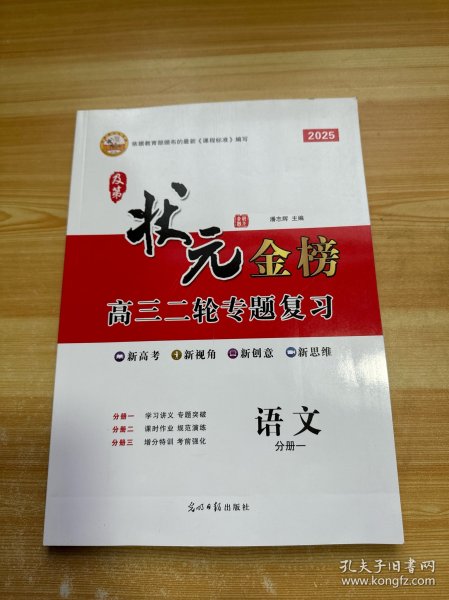 依据教育部颁布的最新《课程标准》编写
2025
及第
状元金榜
潘志辉 主编
高三二轮专题复习
新高考 新视角 新创意 新思维
分册一 学习讲义 专题突破
分册二 课时作业 规范演练
分册三 增分特训 考前强化
语文
分册一
光明日报出版社
孔夫子旧书网
www.kongfz.com